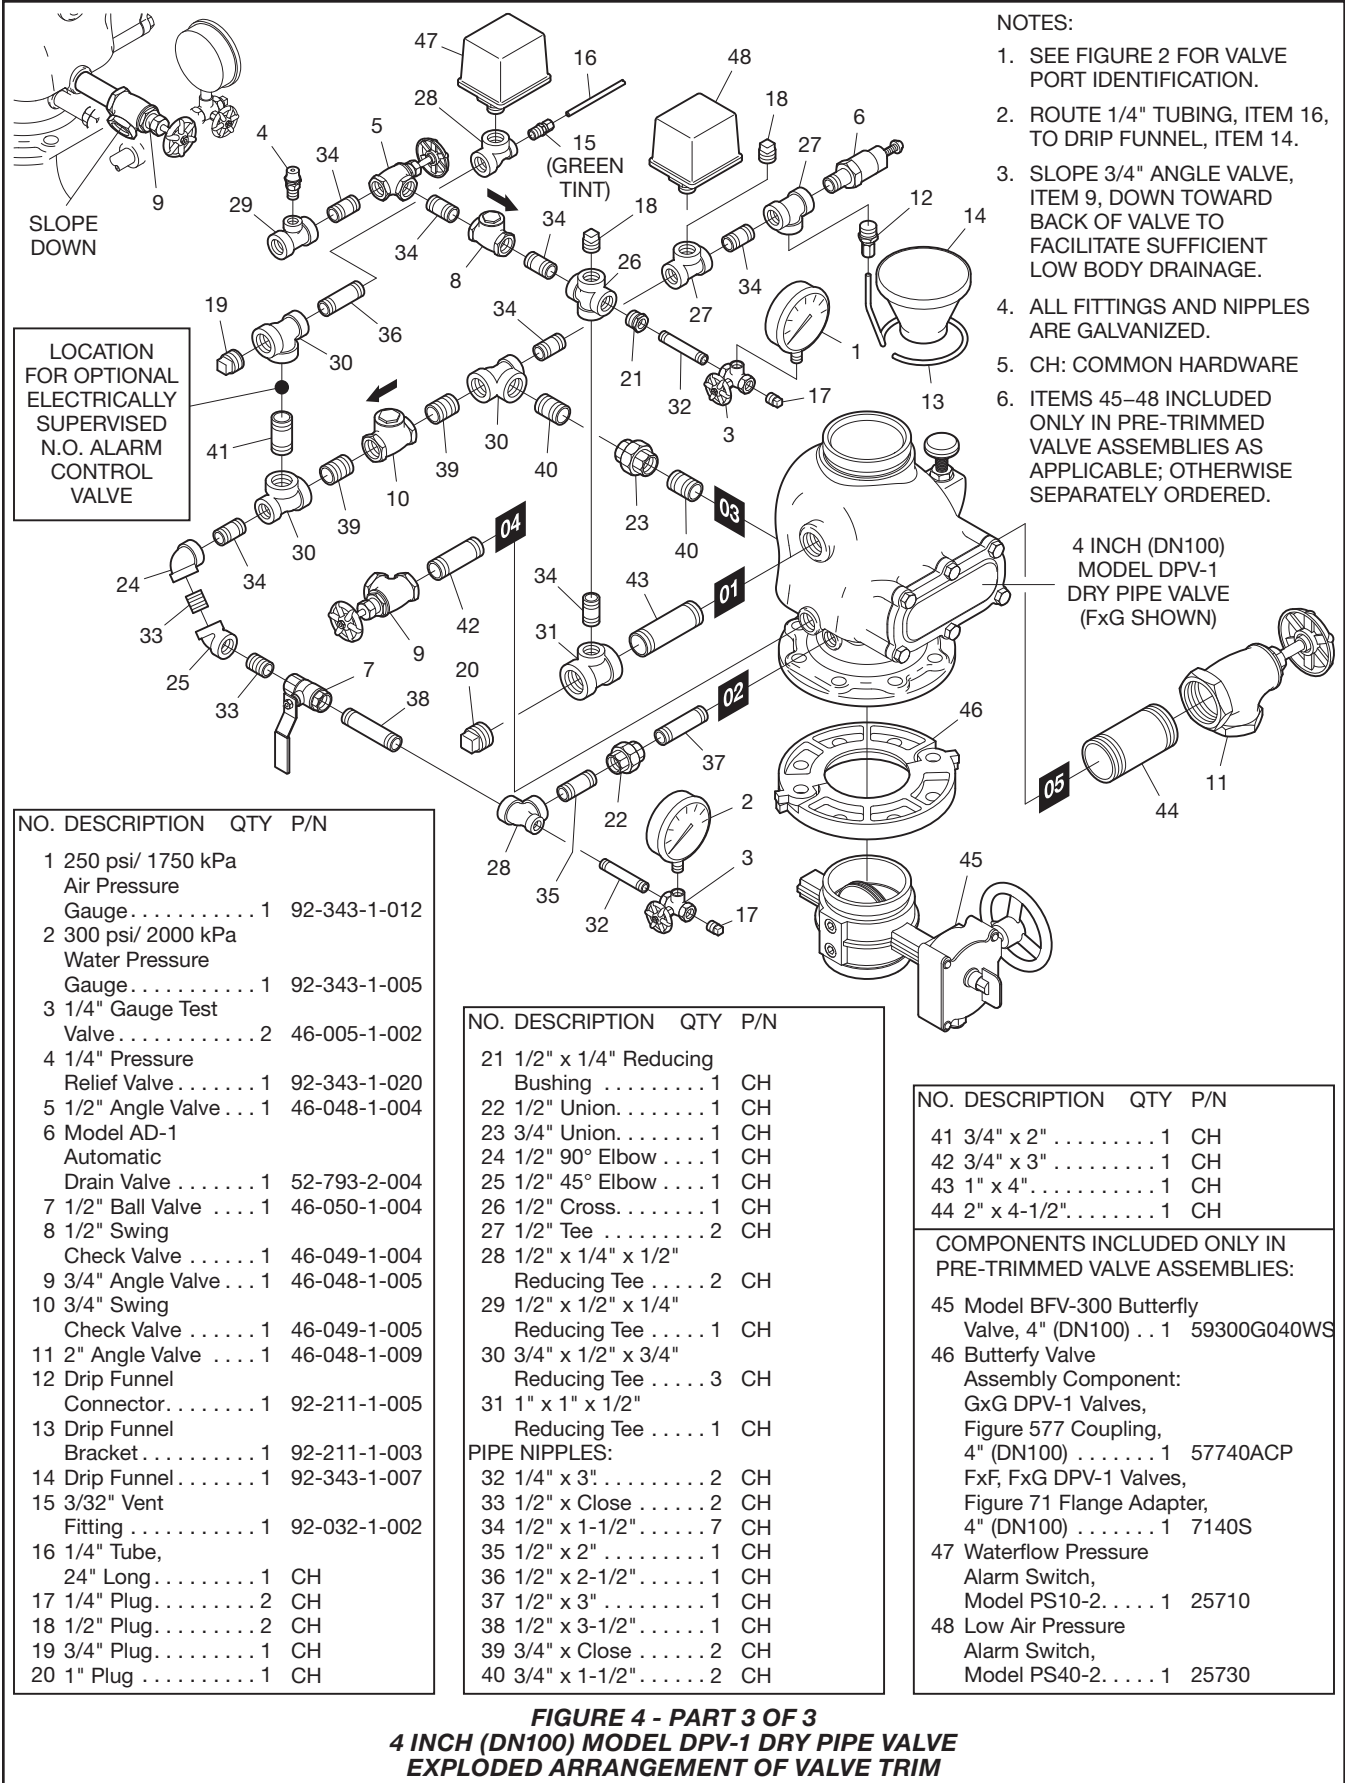 NOTES:
1. SEE FIGURE 2 FOR VALVE
PORT IDENTIFICATION.
2. ROUTE 1/4" TUBING, ITEM 16,
TO DRIP FUNNEL, ITEM 14.
3. SLOPE 3/4" ANGLE VALVE,
ITEM 9, DOWN TOWARD
BACK OF VALVE TO
FACILITATE SUFFICIENT
LOW BODY DRAINAGE.
4. ALL FITTINGS AND NIPPLES
ARE GALVANIZED.
5. CH: COMMON HARDWARE
6. ITEMS 45–48 INCLUDED
ONLY IN PRE-TRIMMED
VALVE ASSEMBLIES AS
APPLICABLE; OTHERWISE
SEPARATELY ORDERED.
47
16
48
28
18
6
5
4
34
27
15
(GREEN
TINT)
9
29
12
14
SLOPE
DOWN
18
34
34
26
8
34
19
36
34
27
30
21
1
LOCATION
FOR OPTIONAL
ELECTRICALLY
SUPERVISED
N.O. ALARM
CONTROL
VALVE
32
17
13
3
30
41
39
40
10
23
03
39
04
40
30
4 INCH (DN100)
MODEL DPV-1
DRY PIPE VALVE
(FxG SHOWN)
24
34
34
43
01
33
42
31
9
25
7
20
02
33
38
46
37
11
05
44
2
22
28
3
45
35
32
17
NO. DESCRIPTION QTY P/N
1 250 psi/ 1750 kPa
Air Pressure
Gauge . . . . . . . . . . . 1 92-343-1-012
2 300 psi/ 2000 kPa
Water Pressure
Gauge . . . . . . . . . . . 1 92-343-1-005
3 1/4" Gauge Test
Valve . . . . . . . . . . . . 2 46-005-1-002
4 1/4" Pressure
Relief Valve . . . . . . . 1 92-343-1-020
5 1/2" Angle Valve . . . 1 46-048-1-004
6 Model AD-1
Automatic
Drain Valve . . . . . . . 1 52-793-2-004
7 1/2" Ball Valve . . . . 1 46-050-1-004
8 1/2" Swing
Check Valve . . . . . . 1 46-049-1-004
9 3/4" Angle Valve . . . 1 46-048-1-005
10 3/4" Swing
Check Valve . . . . . . 1 46-049-1-005
11 2" Angle Valve . . . . 1 46-048-1-009
12 Drip Funnel
Connector. . . . . . . . 1 92-211-1-005
13 Drip Funnel
Bracket . . . . . . . . . . 1 92-211-1-003
14 Drip Funnel . . . . . . . 1 92-343-1-007
15 3/32" Vent
Fitting . . . . . . . . . . . 1 92-032-1-002
16 1/4" Tube,
24" Long . . . . . . . . . 1 CH
17 1/4" Plug . . . . . . . . . 2 CH
18 1/2" Plug . . . . . . . . . 2 CH
19 3/4" Plug . . . . . . . . . 1 CH
20 1" Plug . . . . . . . . . . 1 CH
NO. DESCRIPTION QTY P/N
21 1/2" x 1/4" Reducing
Bushing . . . . . . . . . 1 CH
22 1/2" Union. . . . . . . . 1 CH
23 3/4" Union. . . . . . . . 1 CH
24 1/2" 90° Elbow . . . . 1 CH
25 1/2" 45° Elbow . . . . 1 CH
26 1/2" Cross. . . . . . . . 1 CH
27 1/2" Tee . . . . . . . . . 2 CH
28 1/2" x 1/4" x 1/2"
Reducing Tee . . . . . 2 CH
29 1/2" x 1/2" x 1/4"
Reducing Tee . . . . . 1 CH
30 3/4" x 1/2" x 3/4"
Reducing Tee . . . . . 3 CH
31 1" x 1" x 1/2"
Reducing Tee . . . . . 1 CH
PIPE NIPPLES:
32 1/4" x 3". . . . . . . . . 2 CH
33 1/2" x Close . . . . . . 2 CH
34 1/2" x 1-1/2" . . . . . . 7 CH
35 1/2" x 2" . . . . . . . . . 1 CH
36 1/2" x 2-1/2" . . . . . . 1 CH
37 1/2" x 3" . . . . . . . . . 1 CH
38 1/2" x 3-1/2" . . . . . . 1 CH
39 3/4" x Close . . . . . . 2 CH
40 3/4" x 1-1/2" . . . . . . 2 CH
NO. DESCRIPTION QTY P/N
41 3/4" x 2" . . . . . . . . . 1 CH
42 3/4" x 3" . . . . . . . . . 1 CH
43 1" x 4". . . . . . . . . . . 1 CH
44 2" x 4-1/2". . . . . . . . 1 CH
COMPONENTS INCLUDED ONLY IN
PRE-TRIMMED VALVE ASSEMBLIES:
45 Model BFV-300 Butterfly
Valve, 4" (DN100) . . 1 59300G040WS
46 Butterfy Valve
Assembly Component:
GxG DPV-1 Valves,
Figure 577 Coupling,
4" (DN100) . . . . . . . 1 57740ACP
FxF, FxG DPV-1 Valves,
Figure 71 Flange Adapter,
4" (DN100) . . . . . . . 1 7140S
47 Waterflow Pressure
Alarm Switch,
Model PS10-2. . . . . 1 25710
48 Low Air Pressure
Alarm Switch,
Model PS40-2. . . . . 1 25730
FIGURE 4 - PART 3 OF 3
4 INCH (DN100) MODEL DPV-1 DRY PIPE VALVE
EXPLODED ARRANGEMENT OF VALVE TRIM